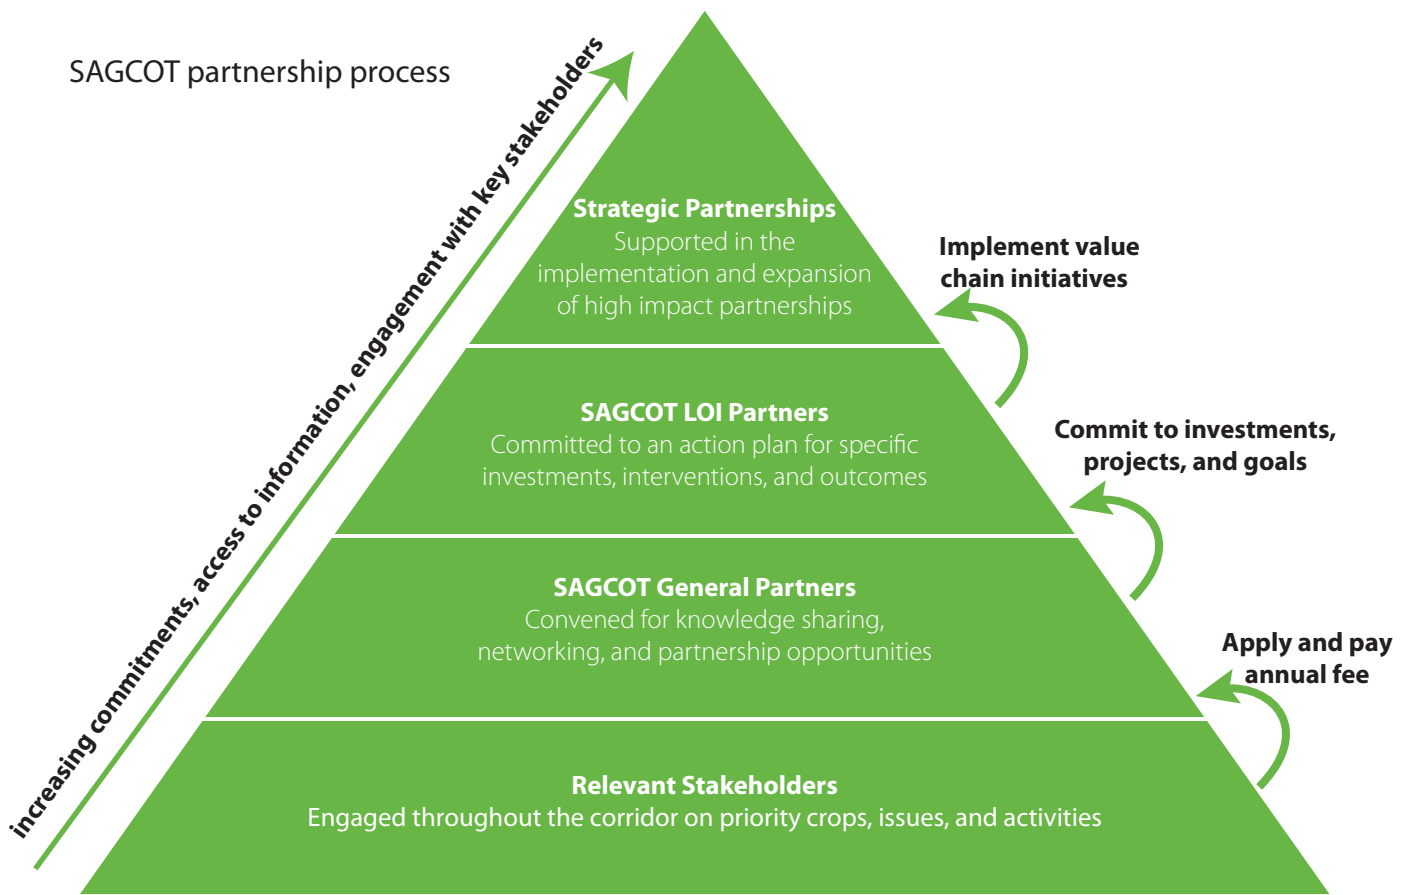 SAGCOT partnership process
increasing commitments, access to information, engagement with key stakeholders
Strategic Partnerships
Supported in the
implementation and expansion
of high impact partnerships
Implement value
chain initiatives
SAGCOT LOI Partners
Committed to an action plan for specific
investments, interventions, and outcomes
Commit to investments,
projects, and goals
SAGCOT General Partners
Convened for knowledge sharing,
networking, and partnership opportunities
Apply and pay
annual fee
Relevant Stakeholders
Engaged throughout the corridor on priority crops, issues, and activities